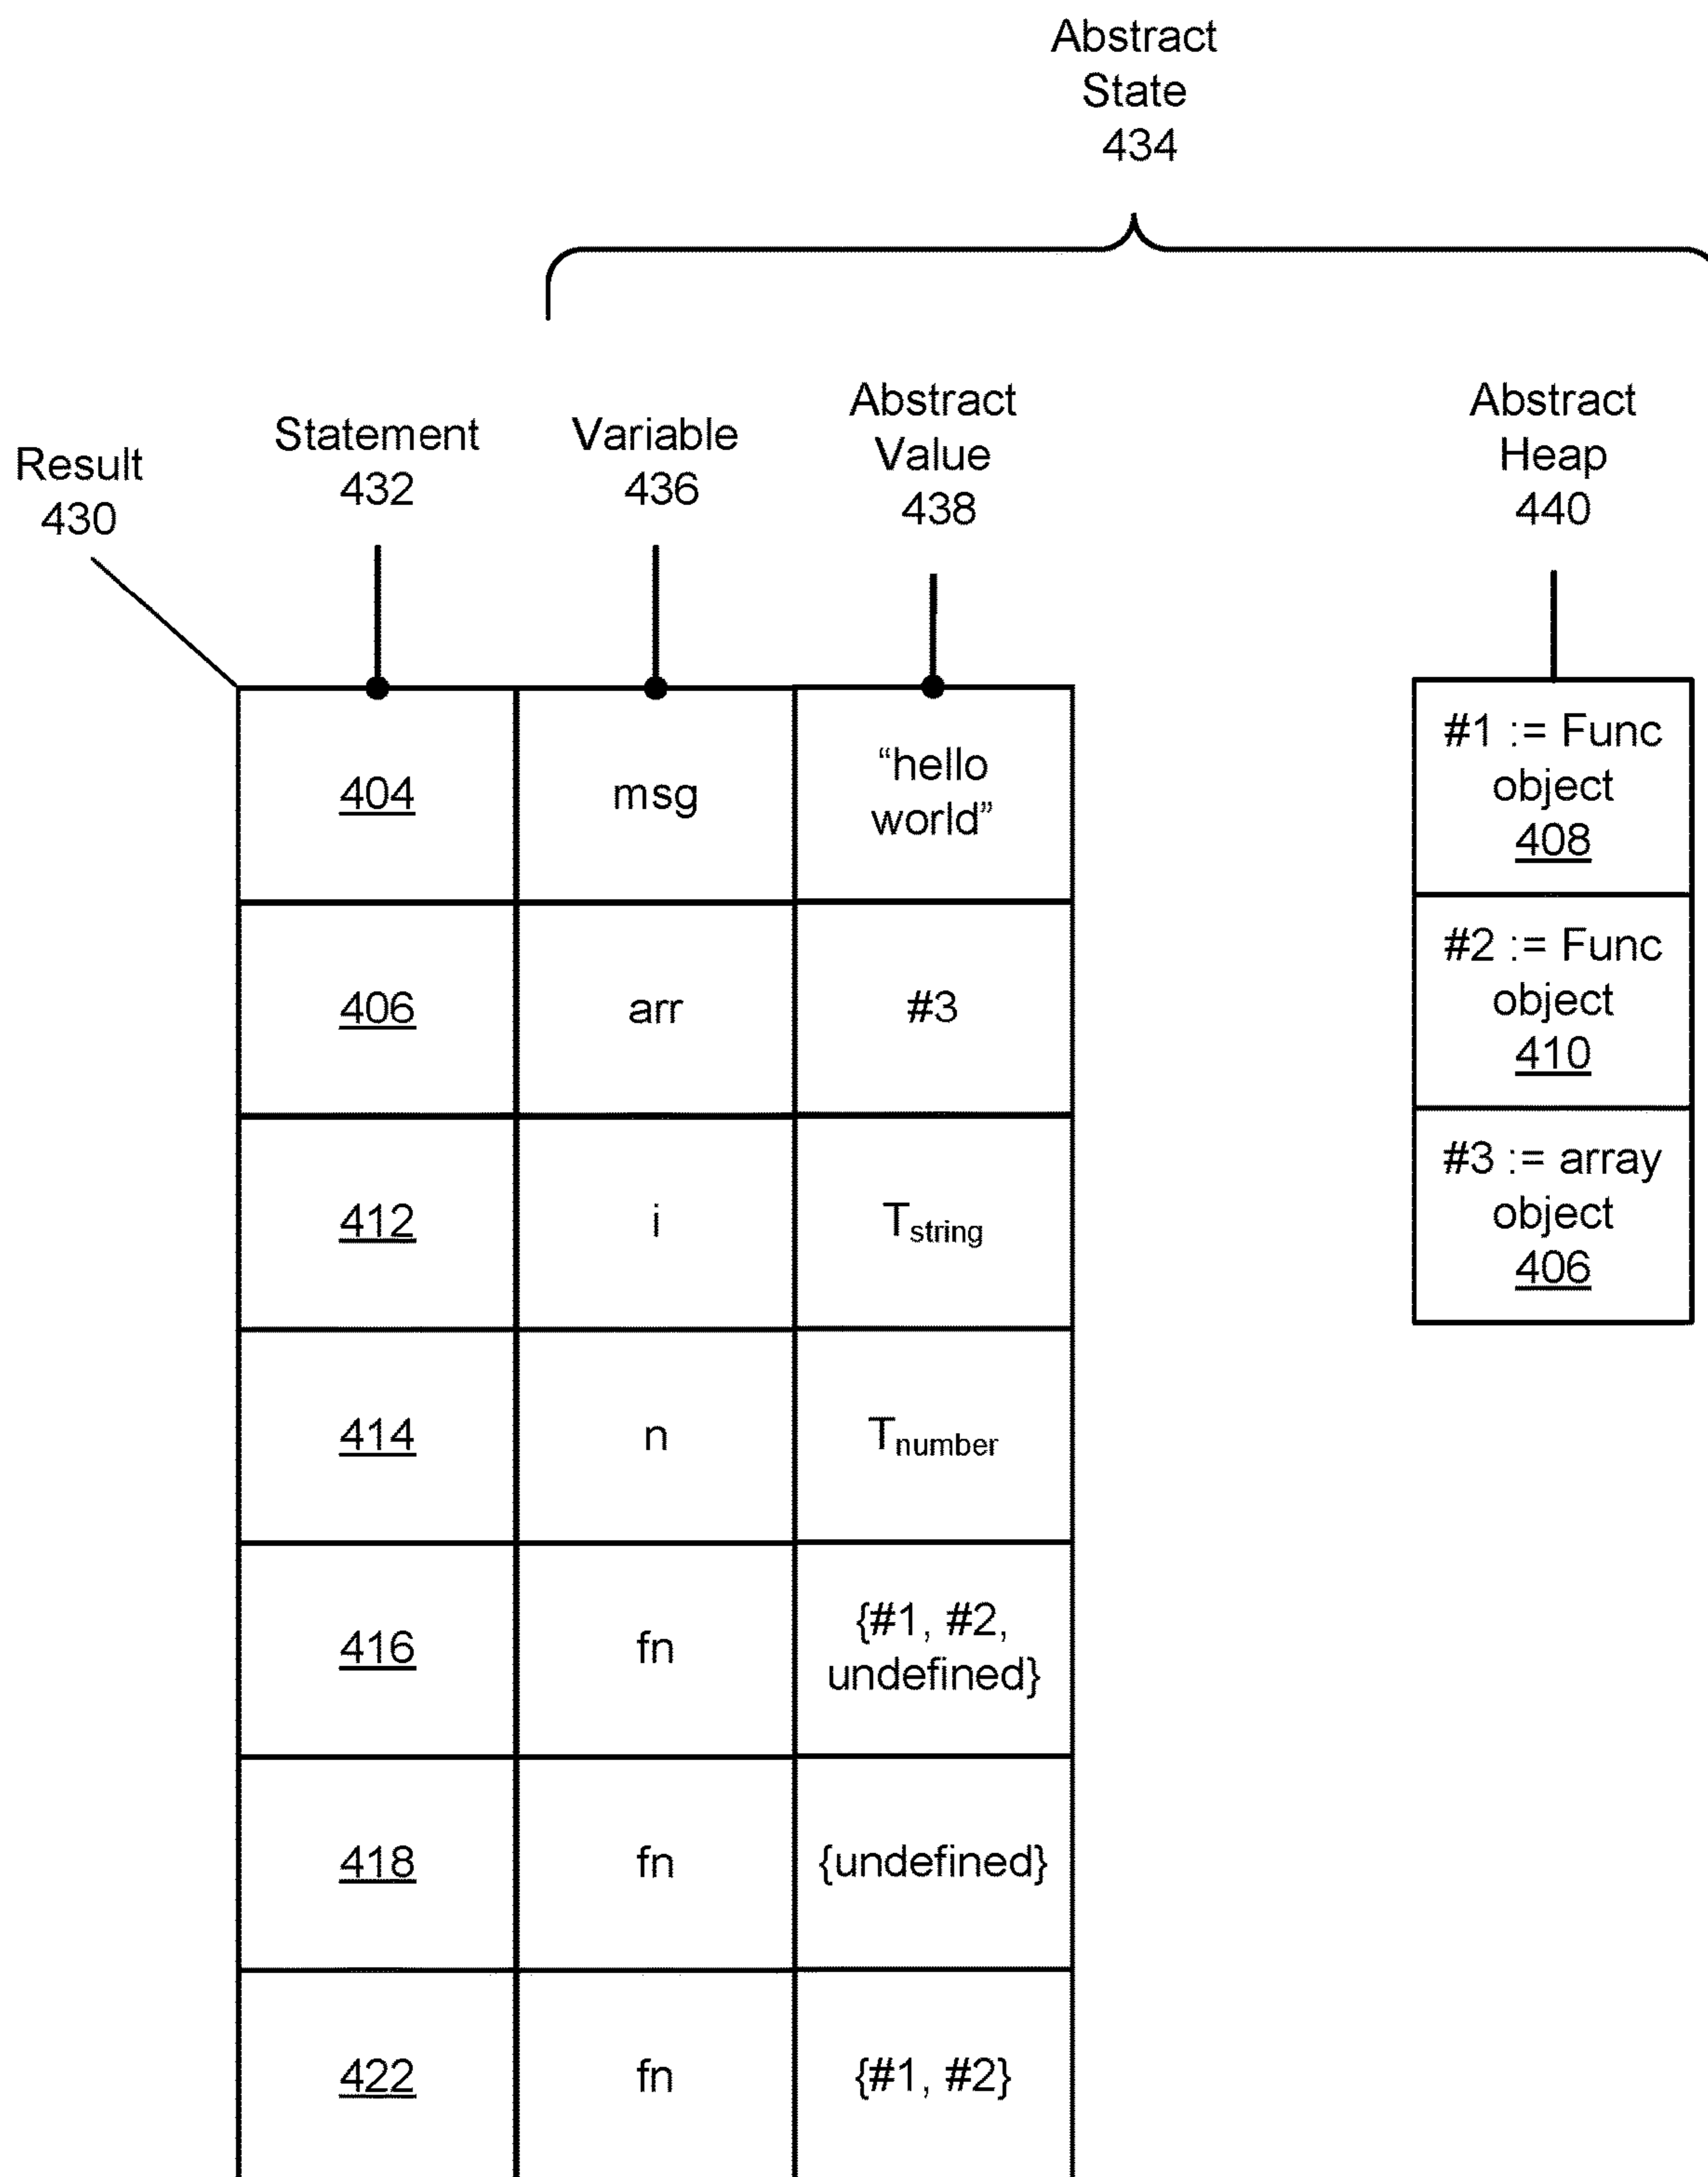 Abstract
State
434
Result
430
Statement
432
Variable
436
Abstract
Value
438
Abstract
Heap
440
404
msg
“hello
world”
406
arr
#3
412
i
Tstring
414
n
Tnumber
416
fn
{#1, #2,
undefined}
418
fn
{undefined}
422
fn
{#1, #2}
#1 := Func
object
408
#2 := Func
object
410
#3 := array
object
406